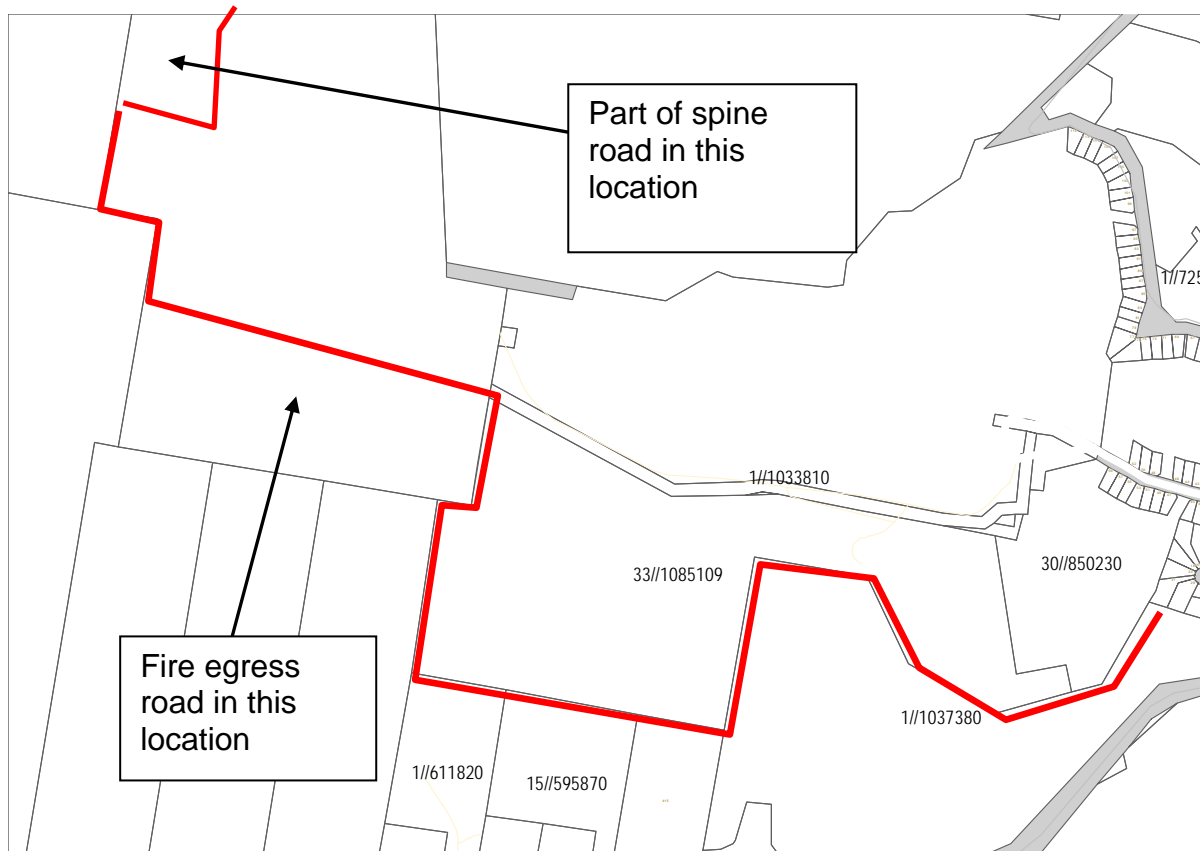 Part of spine
road in this
location
1//725
1//1033810
33//1085109
30//850230
Fire egress
road in this
location
1//1037380
1//611820
15//595870